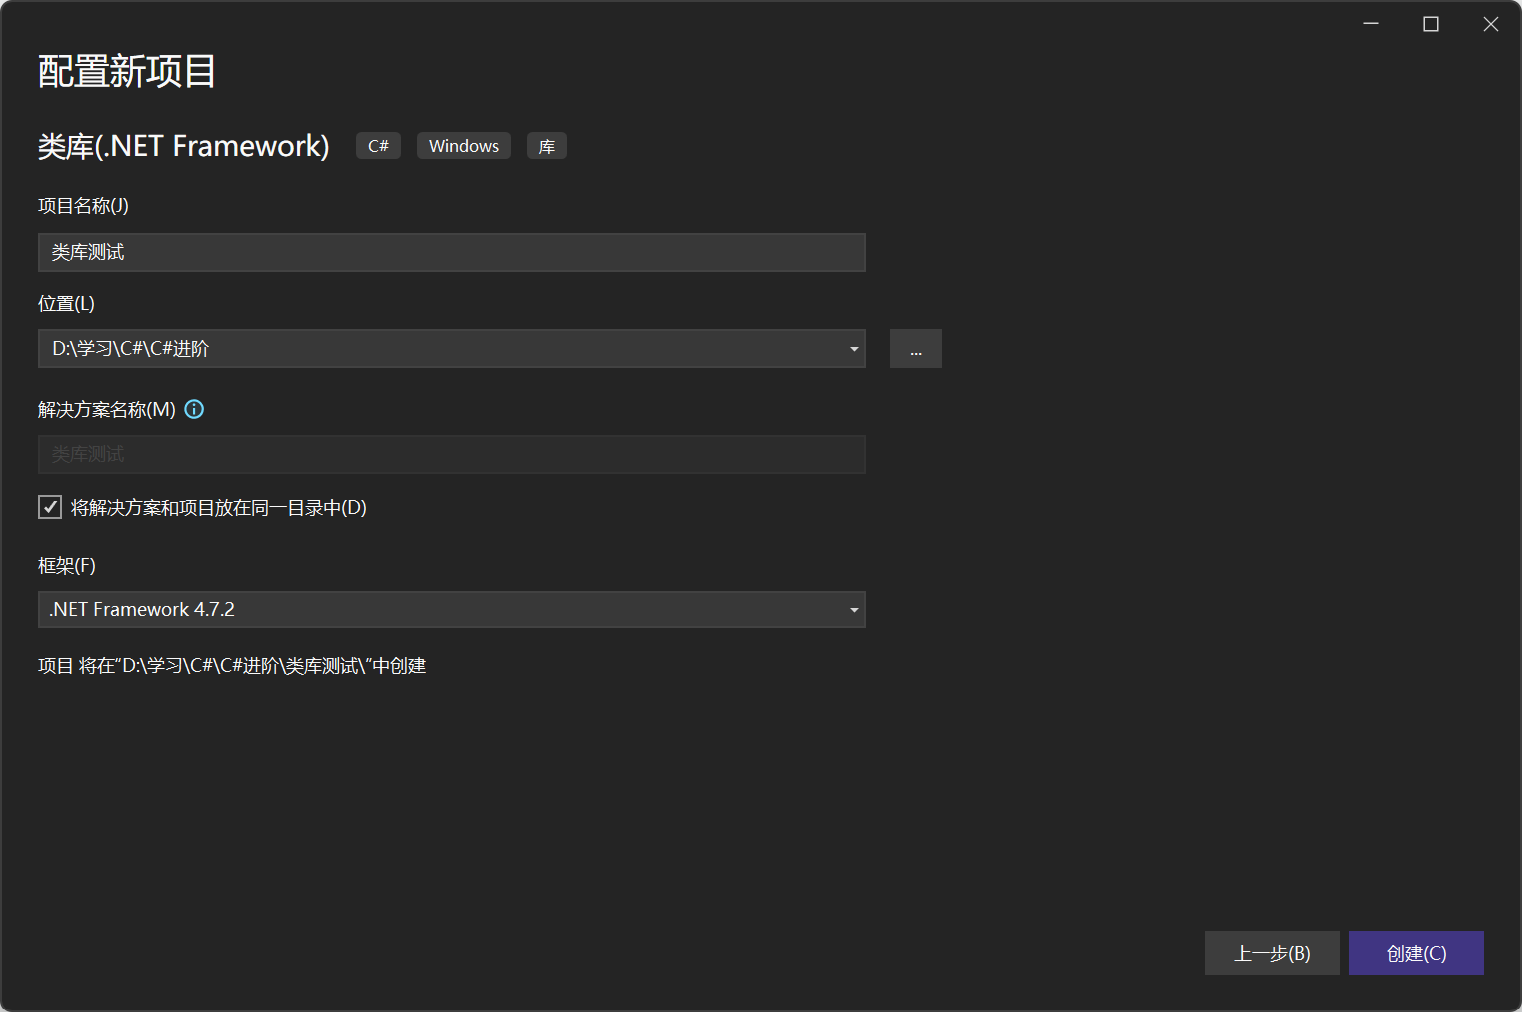 配置新项目
类库(.NET Framework) C# Windows 库
项目名称(J)
类库测试
位置(L)
D:\学习\C#\C#进阶 ...
解决方案名称(M)
类库测试
将解决方案和项目放在同一目录中(D)
框架(F)
.NET Framework 4.7.2
项目 将在“D:\学习\C#\C#进阶\类库测试\”中创建
上一步(B) 创建(C)